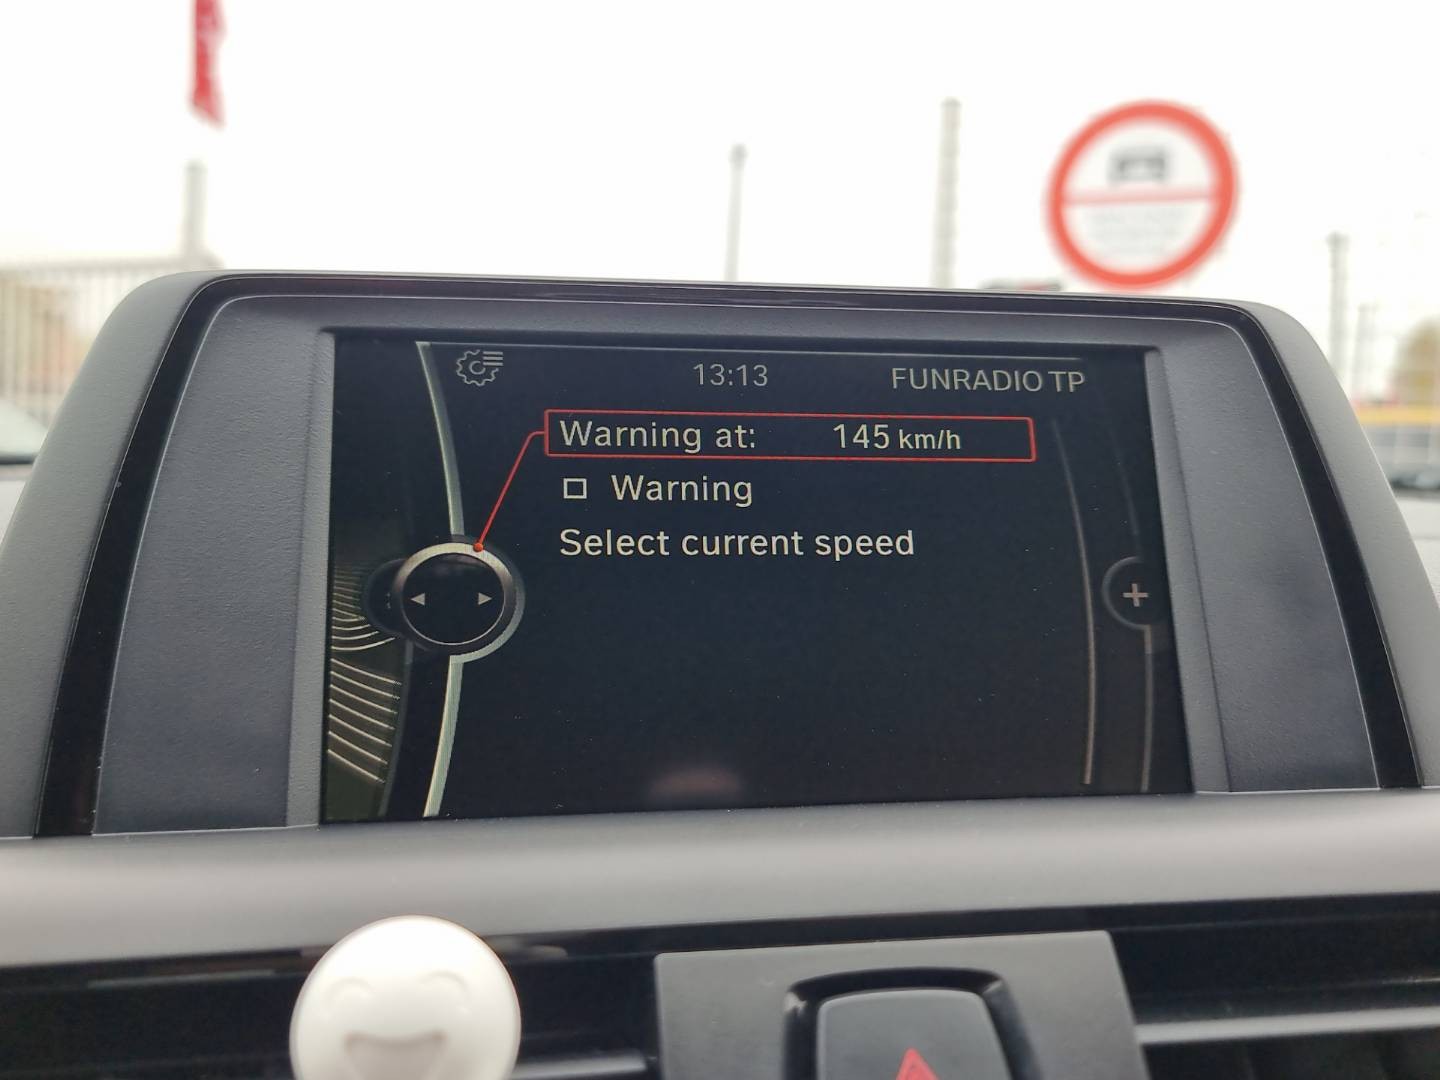 13:13
FUNRADIO TP
Warning at: 145 km/h
Warning
Select current speed